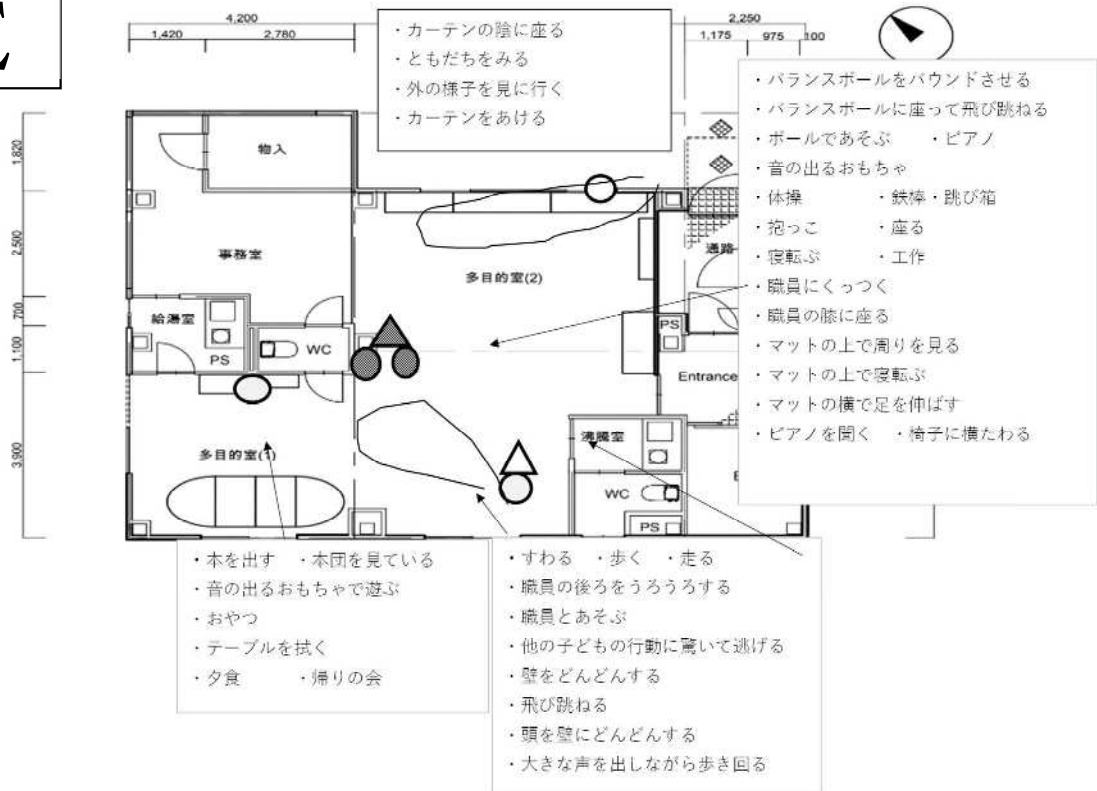 4,200
1,420
2,780
2,250
1,175
975
100
・カーテンの陰に座る
・ともだちをみる
・外の様子を見に行く
・カーテンをあける
・バランスボールをバウンドさせる
・バランスボールに座って飛び跳ねる
・ボールであそぶ ・ピアノ
・音の出るおもちゃ
・体操 ・鉄棒・跳び箱
・抱っこ ・座る
・寝転ぶ ・工作
・職員にくっつく
・職員の膝に座る
・マットの上で周りを見る
・マットの上で寝転ぶ
・マットの横で足を伸ばす
・ピアノを聞く ・椅子に横たわる
1,820
2,500
700
1,100
3,900
物入
事務室
多目的室(2)
通路
給湯室
PS
WC
PS
Entrance
多目的室(1)
沸騰室
WC
PS
・本を出す ・本団を見ている
・音の出るおもちゃで遊ぶ
・おやつ
・テーブルを拭く
・夕食 ・帰りの会
・すわる ・歩く ・走る
・職員の後ろをうろうろする
・職員とあそぶ
・他の子どもの行動に驚いて逃げる
・壁をどんどんする
・飛び跳ねる
・頭を壁にどんどんする
・大きな声を出しながら歩き回る